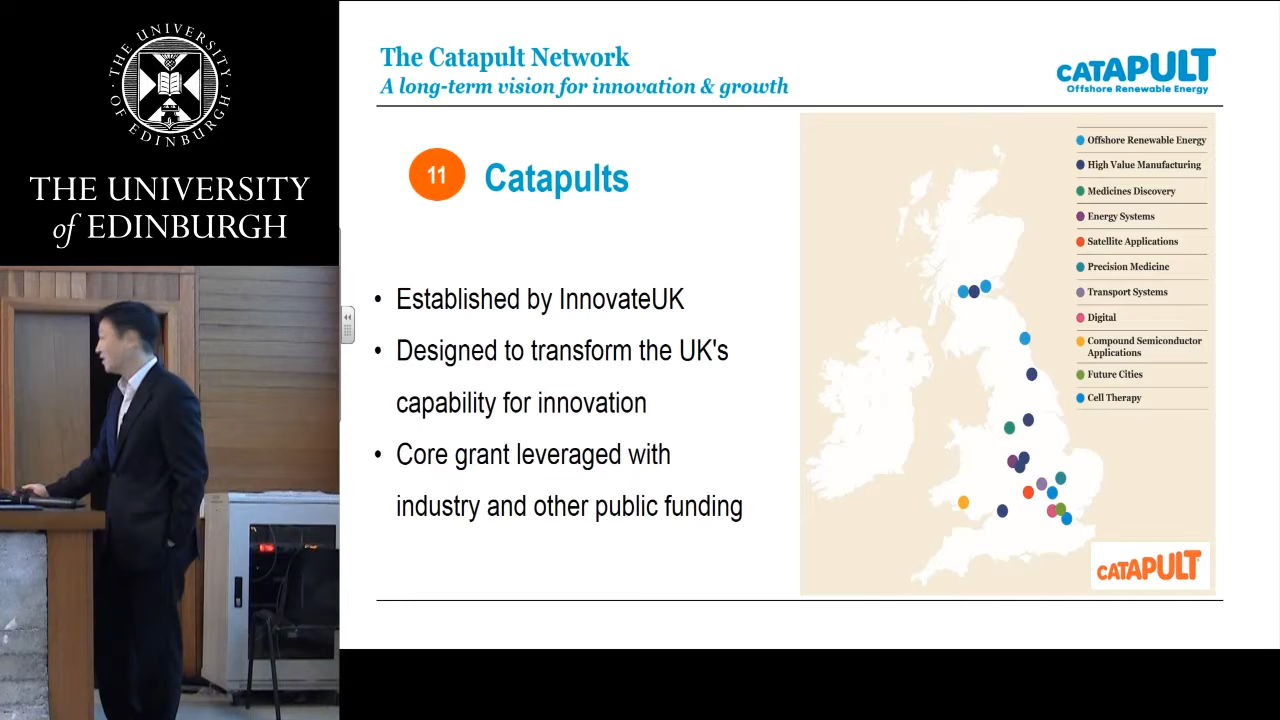 THE UNIVERSITY OF EDINBURGH
THE UNIVERSITY
of EDINBURGH
The Catapult Network
A long-term vision for innovation & growth
CATAPULT
Offshore Renewable Energy
11 Catapults
• Established by InnovateUK
• Designed to transform the UK's
capability for innovation
• Core grant leveraged with
industry and other public funding
Offshore Renewable Energy
High Value Manufacturing
Medicines Discovery
Energy Systems
Satellite Applications
Precision Medicine
Transport Systems
Digital
Compound Semiconductor
Applications
Future Cities
Cell Therapy
CATAPULT